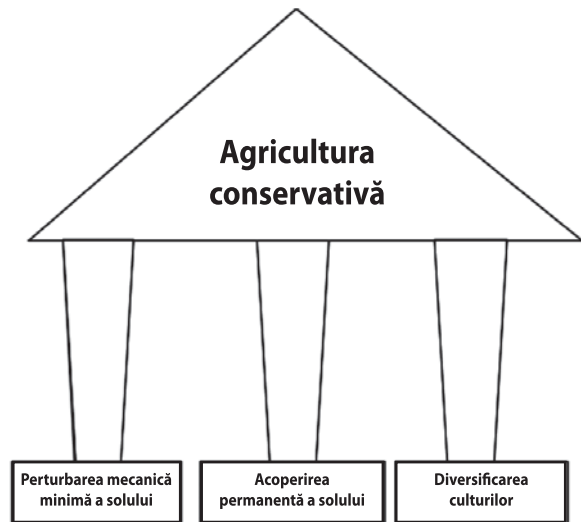 Agricultura
conservativă
Perturbarea mecanică
minimă a solului
Acoperirea
permanentă a solului
Diversificarea
culturilor